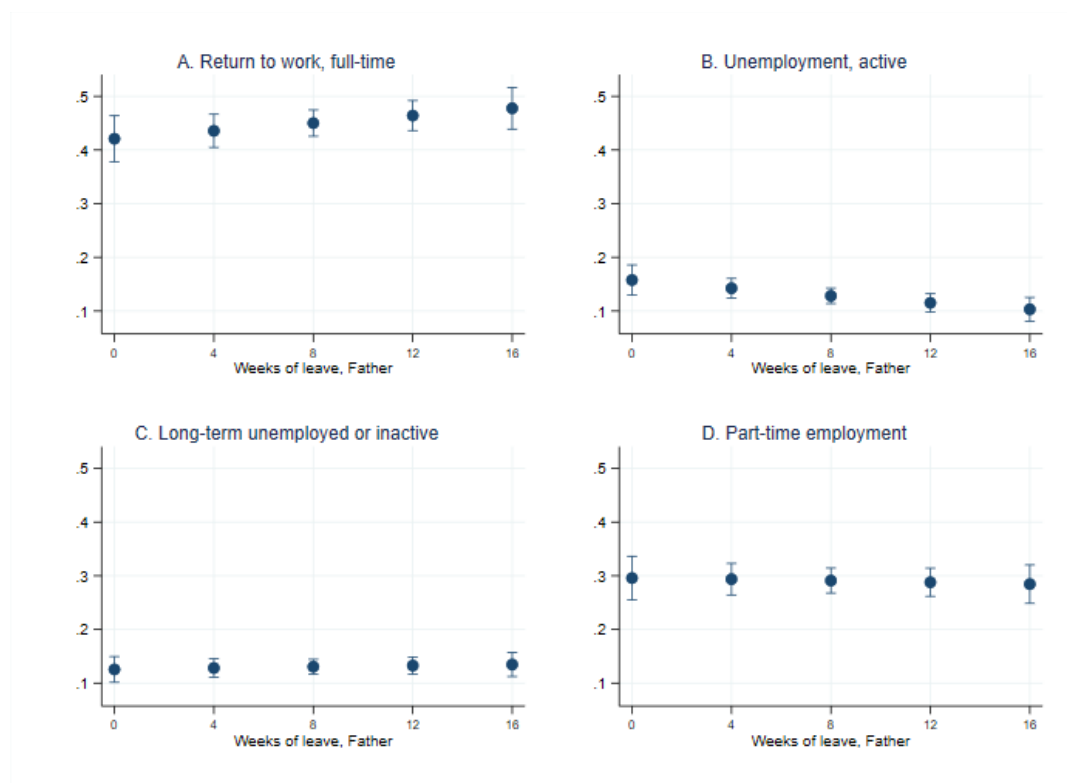 A. Return to work, full-time
.5
.4
.3
.2
.1
0 4 8 12 16
Weeks of leave, Father
B. Unemployment, active
.5
.4
.3
.2
.1
0 4 8 12 16
Weeks of leave, Father
C. Long-term unemployed or inactive
.5
.4
.3
.2
.1
0 4 8 12 16
Weeks of leave, Father
D. Part-time employment
.5
.4
.3
.2
.1
0 4 8 12 16
Weeks of leave, Father